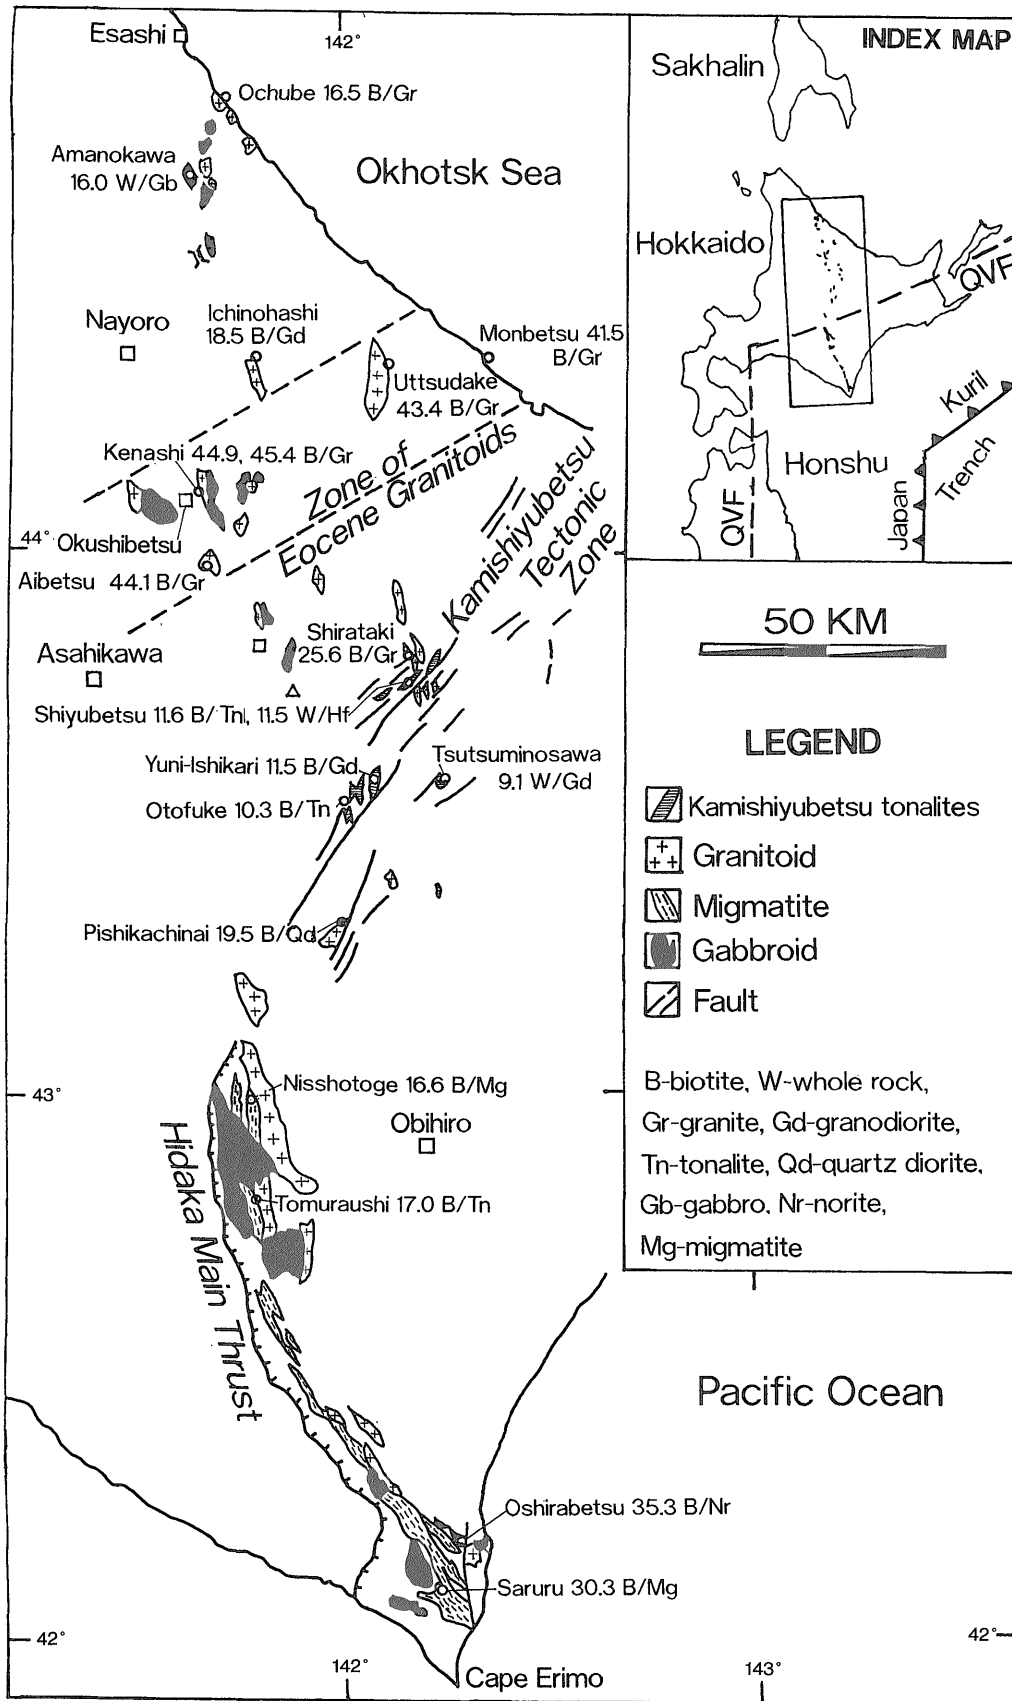 Esashi
142°
Ochube 16.5 B/Gr
Amanokawa
16.0 W/Gb
Okhotsk Sea
Nayoro
Ichinohashi
18.5 B/Gd
Monbetsu 41.5
B/Gr
Uttsudake
43.4 B/Gr
Kenashi 44.9, 45.4 B/Gr
Zone of
Eocene Granitoids
Kamishiyubetsu
Tectonic
Zone
Okushibetsu
44°
Aibetsu 44.1 B/Gr
Asahikawa
Shirataki
25.6 B/Gr
Shiyubetsu 11.6 B/Tn, 11.5 W/Hf
Yuni-Ishikari 11.5 B/Gd
Tsutsuminosawa
9.1 W/Gd
Otofuke 10.3 B/Tn
Pishikachinai 19.5 B/Qd
43°
Nisshotoge 16.6 B/Mg
Obihiro
Hidaka Main Thrust
Tomuraushi 17.0 B/Tn
Pacific Ocean
Oshirabetsu 35.3 B/Nr
Saruru 30.3 B/Mg
42°
42°
142°
143°
Cape Erimo
INDEX MAP
Sakhalin
Hokkaido
QVF
Kuril
Honshu
Trench
Japan
QVF
50 KM
LEGEND
Kamishiyubetsu tonalites
Granitoid
Migmatite
Gabbroid
Fault
B-biotite, W-whole rock,
Gr-granite, Gd-granodiorite,
Tn-tonalite, Qd-quartz diorite,
Gb-gabbro, Nr-norite,
Mg-migmatite